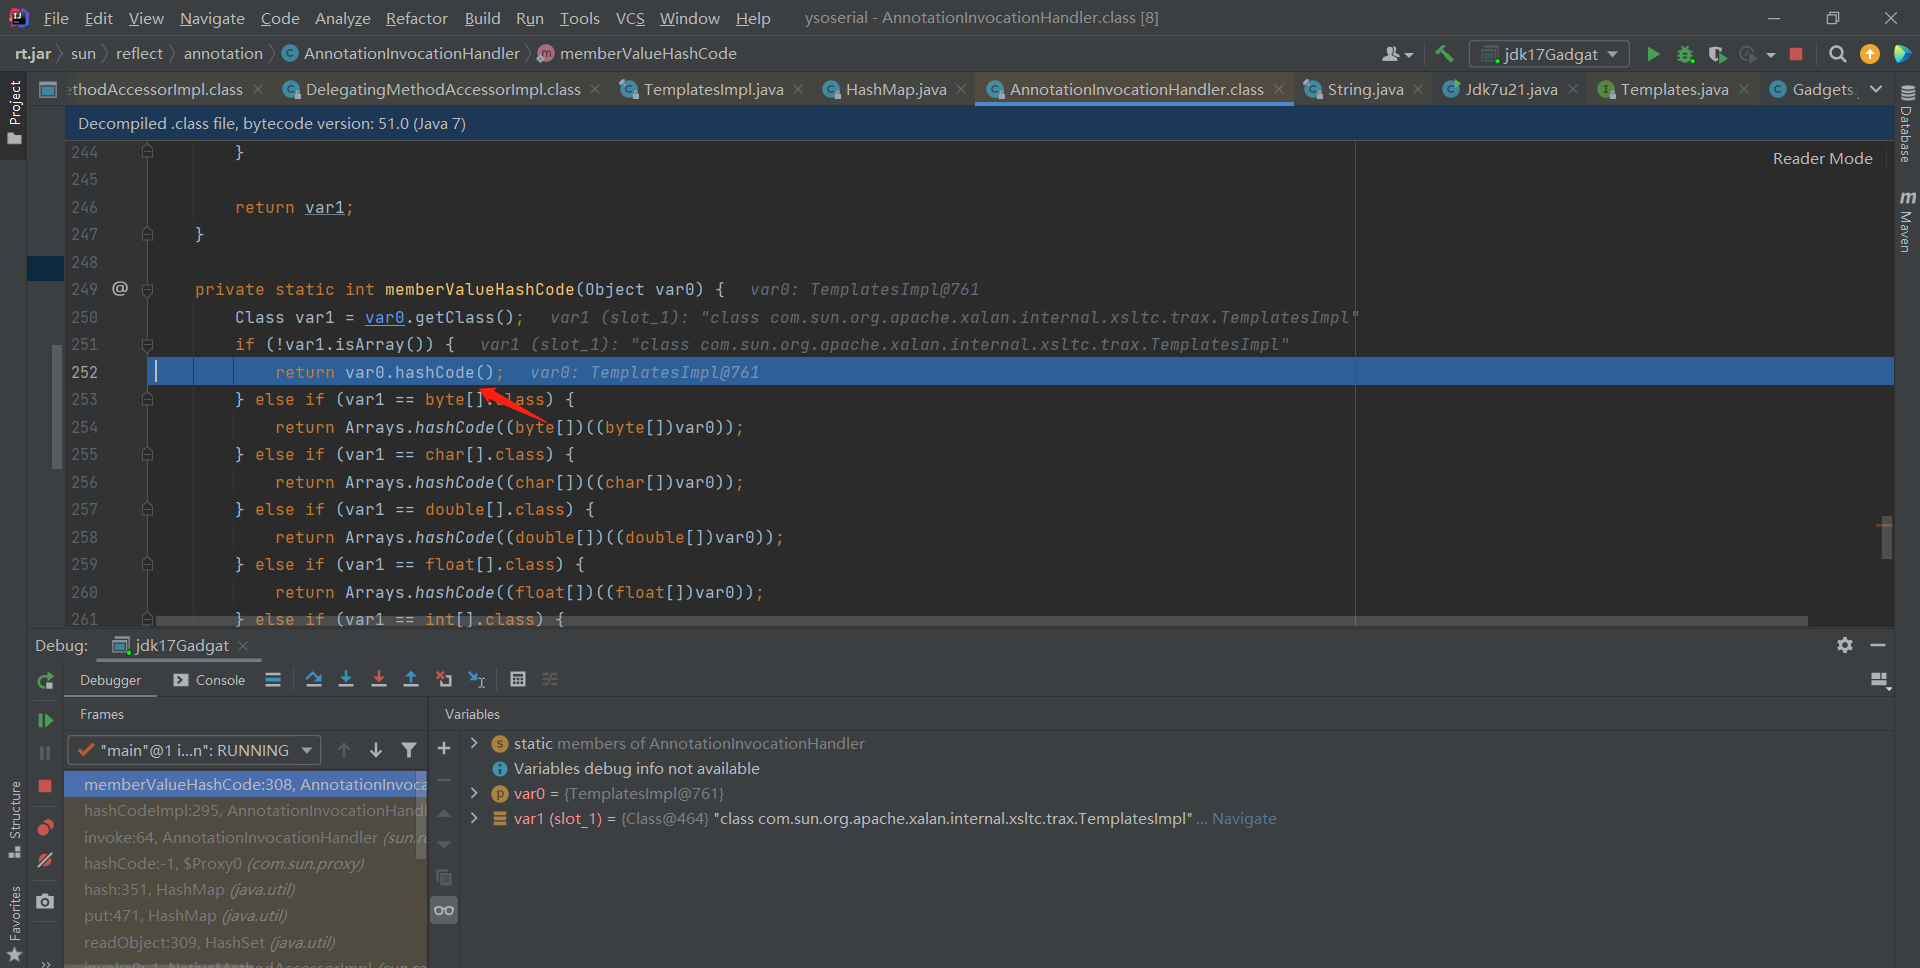 File Edit View Navigate Code Analyze Refactor Build Run Tools VCS Window Help ysoserial - AnnotationInvocationHandler.class [8]
rt.jar sun reflect annotation AnnotationInvocationHandler memberValueHashCode jdk17Gadgat
thodAccessorImpl.class DelegatingMethodAccessorImpl.class TemplatesImpl.java HashMap.java AnnotationInvocationHandler.class String.java Jdk7u21.java Templates.java Gadgets.
Project
Structure
Favorites
Database
Maven
Decompiled .class file, bytecode version: 51.0 (Java 7)
Reader Mode
244 }
245
246 return var1;
247 }
248
249 @ private static int memberValueHashCode(Object var0) { var0: TemplatesImpl@761
250 Class var1 = var0.getClass(); var1 (slot_1): "class com.sun.org.apache.xalan.internal.xsltc.trax.TemplatesImpl"
251 if (!var1.isArray()) { var1 (slot_1): "class com.sun.org.apache.xalan.internal.xsltc.trax.TemplatesImpl"
252 return var0.hashCode(); var0: TemplatesImpl@761
253 } else if (var1 == byte[].class) {
254 return Arrays.hashCode((byte[])((byte[])var0));
255 } else if (var1 == char[].class) {
256 return Arrays.hashCode((char[])((char[])var0));
257 } else if (var1 == double[].class) {
258 return Arrays.hashCode((double[])((double[])var0));
259 } else if (var1 == float[].class) {
260 return Arrays.hashCode((float[])((float[])var0));
261 } else if (var1 == int[].class) {
Debug: jdk17Gadgat
Debugger Console
Frames
"main"@1 i...n": RUNNING
memberValueHashCode:308, AnnotationInvoca
hashCodeImpl:295, AnnotationInvocationHandl
invoke:64, AnnotationInvocationHandler (sun.re
hashCode:-1, $Proxy0 (com.sun.proxy)
hash:351, HashMap (java.util)
put:471, HashMap (java.util)
readObject:309, HashSet (java.util)
Variables
static members of AnnotationInvocationHandler
Variables debug info not available
var0 = {TemplatesImpl@761}
var1 (slot_1) = {Class@464} "class com.sun.org.apache.xalan.internal.xsltc.trax.TemplatesImpl" ... Navigate